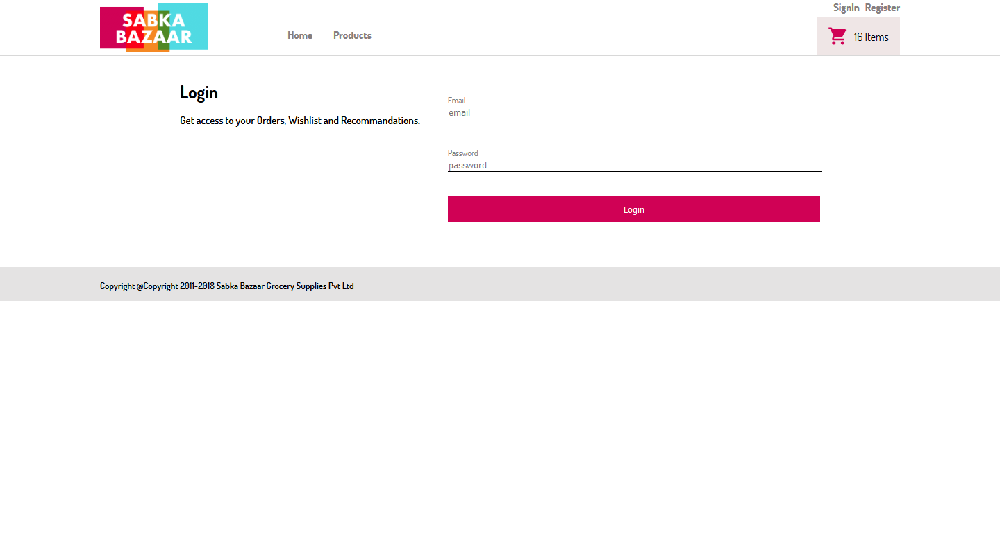 SABKA
BAZAAR
Home
Products
SignIn Register
16 Items
Login
Get access to your Orders, Wishlist and Recommandations.
Email
email
Password
password
Login
Copyright @Copyright 2011-2018 Sabka Bazaar Grocery Supplies Pvt Ltd